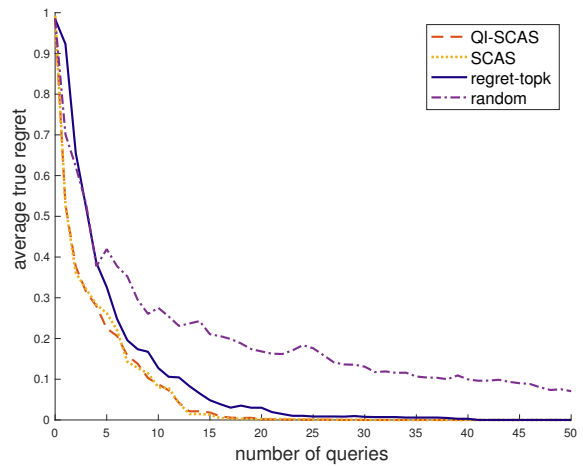 QI-SCAS
SCAS
regret-topk
random
average true regret
1
0.9
0.8
0.7
0.6
0.5
0.4
0.3
0.2
0.1
0
0 5 10 15 20 25 30 35 40 45 50
number of queries